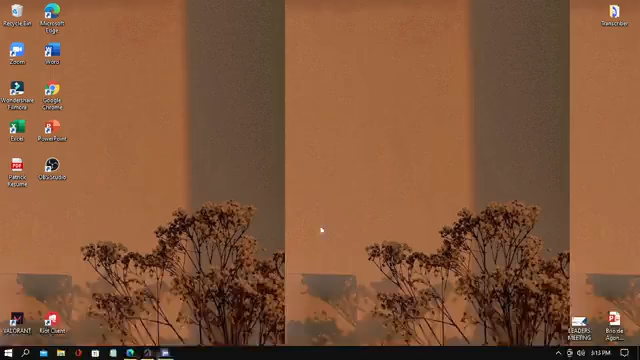 Recycle Bin
Microsoft
Edge
Transcriber
Zoom
Word
Wondershare
Filmora
Google
Chrome
Excel
PowerPoint
Patrick
Resume
OBS Studio
VALORANT
Riot Client
LEADERS
MEETING
3:13 PM